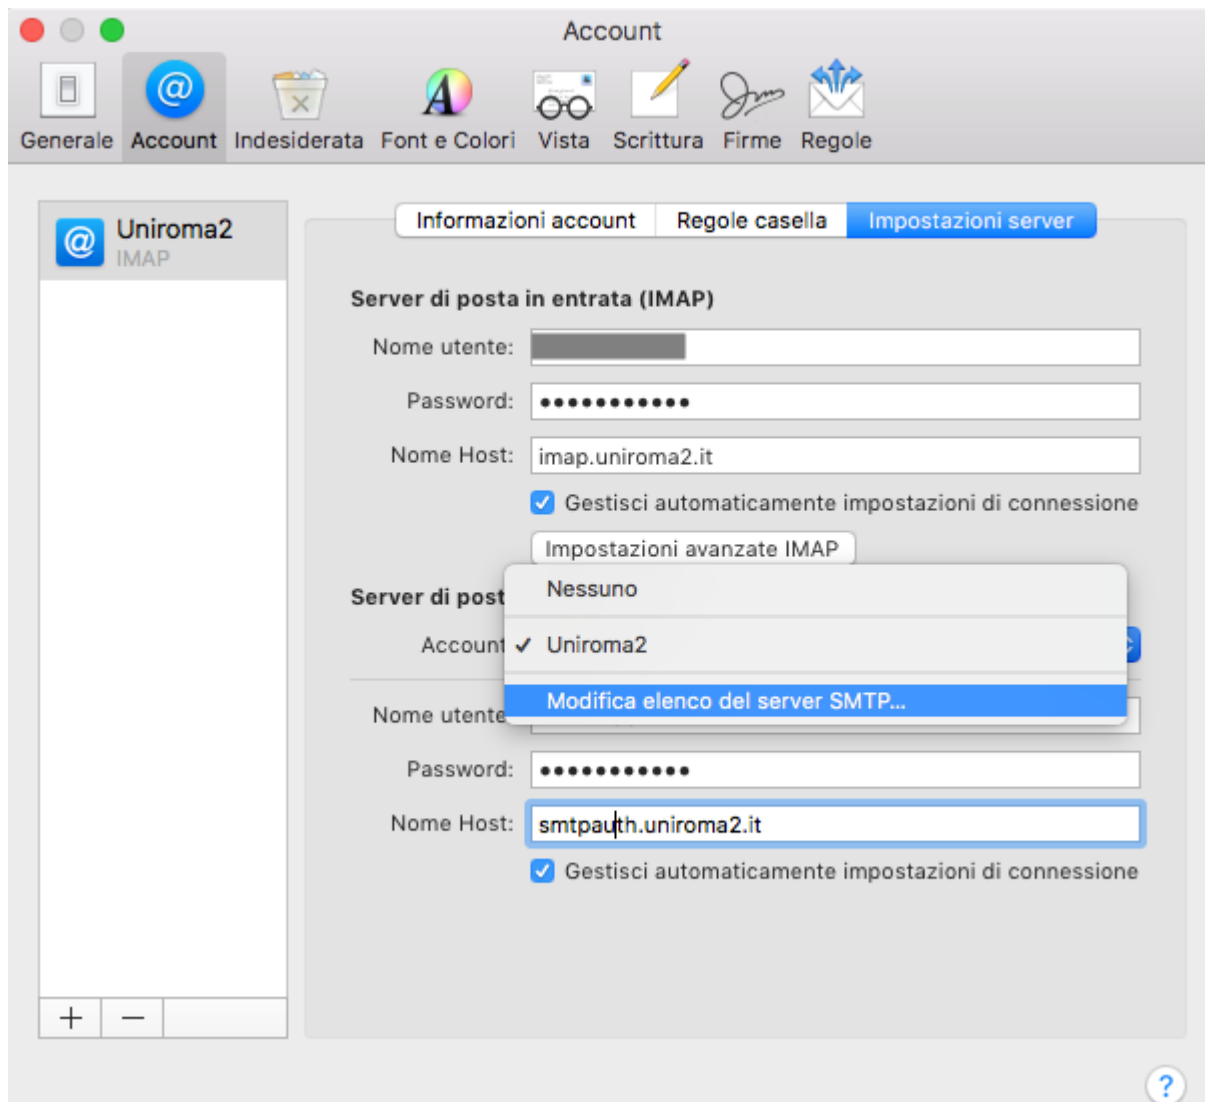 Account
Generale Account Indesiderata Font e Colori Vista Scrittura Firme Regole
Uniroma2
IMAP
Informazioni account Regole casella Impostazioni server
Server di posta in entrata (IMAP)
Nome utente:
Password: ●●●●●●●●●●●
Nome Host: imap.uniroma2.it
Gestisci automaticamente impostazioni di connessione
Impostazioni avanzate IMAP
Nessuno
Server di post
Account ✓ Uniroma2
Modifica elenco del server SMTP...
Nome utente
Password: ●●●●●●●●●●●
Nome Host: smtpauth.uniroma2.it
Gestisci automaticamente impostazioni di connessione
+ −
?